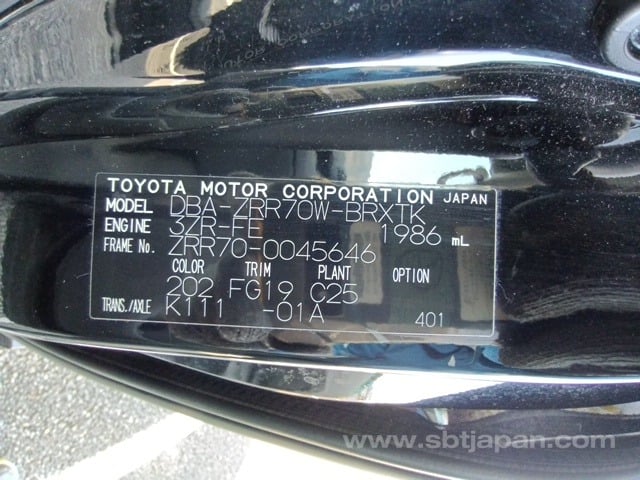 TOYOTA MOTOR CORPORATION JAPAN
MODEL DBA-ZRR70W-BRXTK
ENGINE 3ZR-FE 1986 mL
FRAME No. ZRR70-0045646
COLOR TRIM PLANT OPTION
202 FG19 C25
TRANS./AXLE K111 -01A 401
www.sbtjapan.com